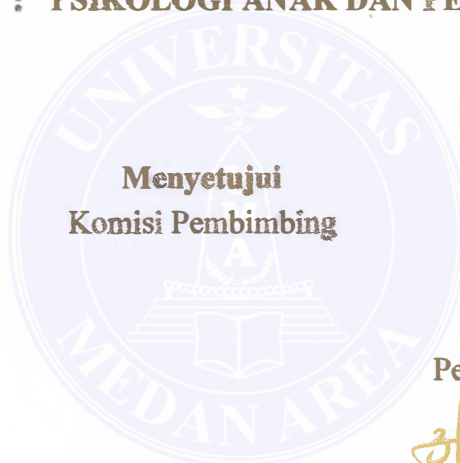 : PSIKOLOGI ANAK DAN PE
UNIVERSITAS
Menyetujui
Komisi Pembimbing
MEDAN AREA
Pe